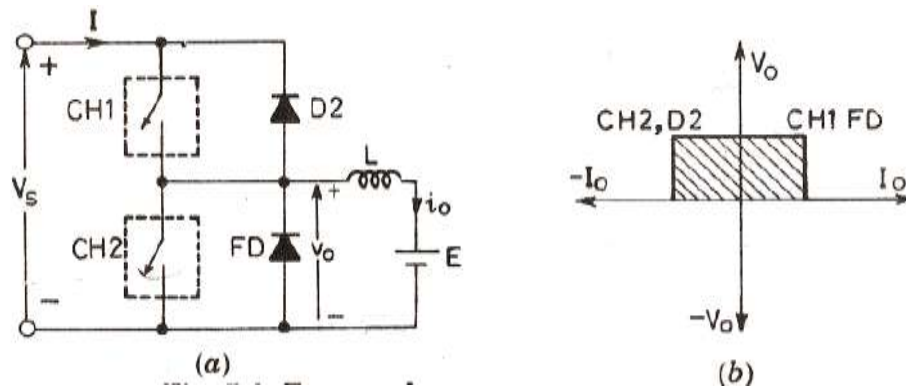 I
+
CH1
D2
L
Vs
+
io
CH2
FD
vo
E
-
-
(a)
Vo
CH2, D2
CH1 FD
-Io
Io
-Vo
(b)